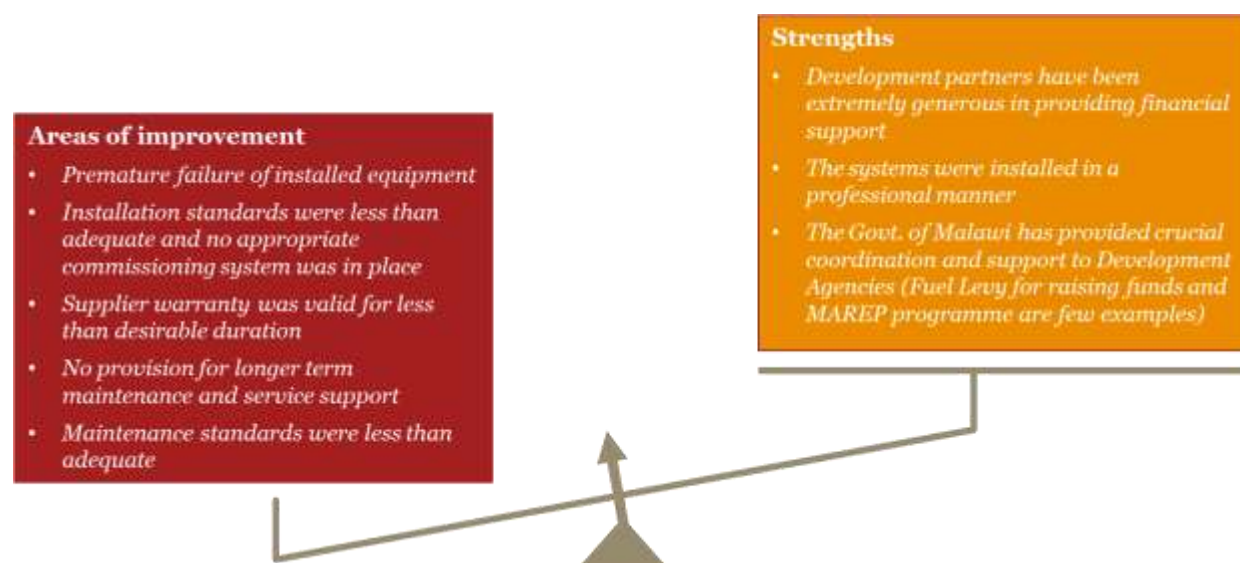 Areas of improvement
• Premature failure of installed equipment
• Installation standards were less than
adequate and no appropriate
commissioning system was in place
• Supplier warranty was valid for less
than desirable duration
• No provision for longer term
maintenance and service support
• Maintenance standards were less than
adequate
Strengths
• Development partners have been
extremely generous in providing financial
support
• The systems were installed in a
professional manner
• The Govt. of Malawi has provided crucial
coordination and support to Development
Agencies (Fuel Levy for raising funds and
MAREP programme are few examples)